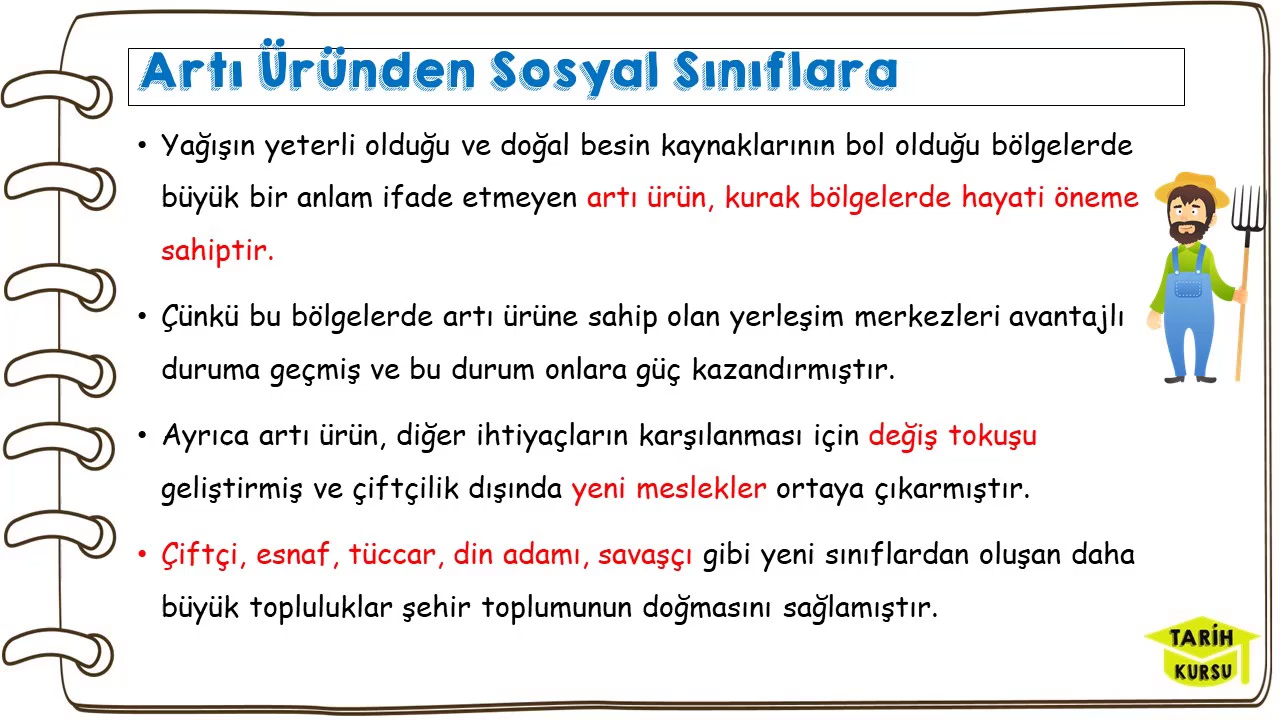 Artı Üründen Sosyal Sınıflara
• Yağışın yeterli olduğu ve doğal besin kaynaklarının bol olduğu bölgelerde
büyük bir anlam ifade etmeyen artı ürün, kurak bölgelerde hayati öneme
sahiptir.
• Çünkü bu bölgelerde artı ürüne sahip olan yerleşim merkezleri avantajlı
duruma geçmiş ve bu durum onlara güç kazandırmıştır.
• Ayrıca artı ürün, diğer ihtiyaçların karşılanması için değiş tokuşu
geliştirmiş ve çiftçilik dışında yeni meslekler ortaya çıkarmıştır.
• Çiftçi, esnaf, tüccar, din adamı, savaşçı gibi yeni sınıflardan oluşan daha
büyük topluluklar şehir toplumunun doğmasını sağlamıştır.
TARİH
KURSU